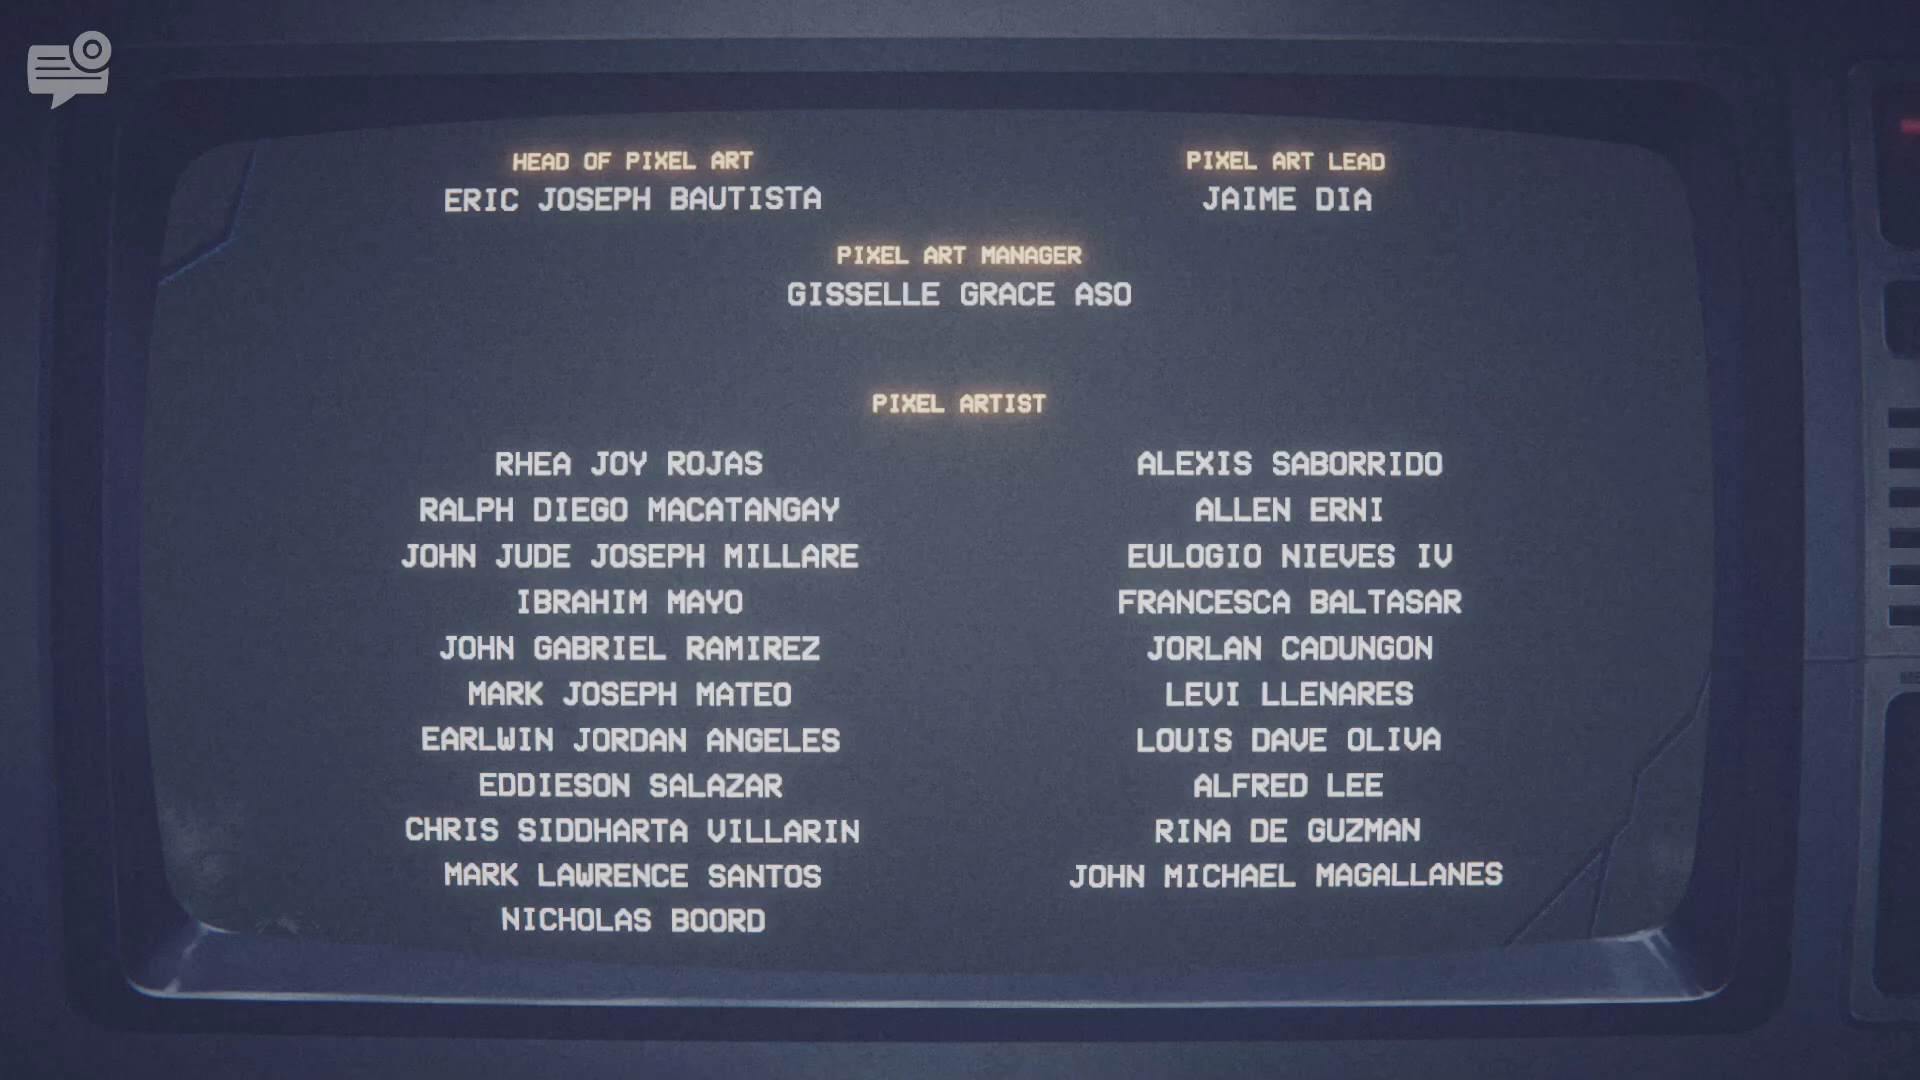 HEAD OF PIXEL ART
ERIC JOSEPH BAUTISTA
PIXEL ART LEAD
JAIME DIA
PIXEL ART MANAGER
GISSELLE GRACE ASO
PIXEL ARTIST
RHEA JOY ROJAS
RALPH DIEGO MACATANGAY
JOHN JUDE JOSEPH MILLARE
IBRAHIM MAYO
JOHN GABRIEL RAMIREZ
MARK JOSEPH MATEO
EARLWIN JORDAN ANGELES
EDDIESON SALAZAR
CHRIS SIDDHARTA VILLARIN
MARK LAWRENCE SANTOS
NICHOLAS BOORD
ALEXIS SABORRIDO
ALLEN ERNI
EULOGIO NIEVES IV
FRANCESCA BALTASAR
JORLAN CADUNGON
LEVI LLENARES
LOUIS DAVE OLIVA
ALFRED LEE
RINA DE GUZMAN
JOHN MICHAEL MAGALLANES